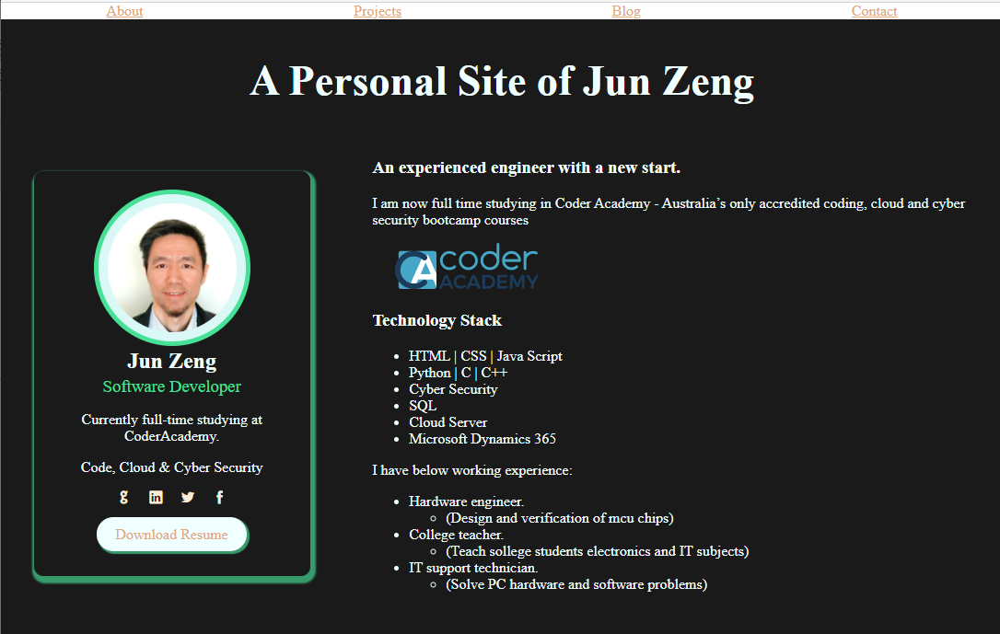 About Projects Blog Contact
A Personal Site of Jun Zeng
Jun Zeng
Software Developer
Currently full-time studying at
CoderAcademy.
Code, Cloud & Cyber Security
g in f
Download Resume
An experienced engineer with a new start.
I am now full time studying in Coder Academy - Australia’s only accredited coding, cloud and cyber
security bootcamp courses
CA coder
ACADEMY
Technology Stack
HTML | CSS | Java Script
Python | C | C++
Cyber Security
SQL
Cloud Server
Microsoft Dynamics 365
I have below working experience:
Hardware engineer.
(Design and verification of mcu chips)
College teacher.
(Teach sollege students electronics and IT subjects)
IT support technician.
(Solve PC hardware and software problems)